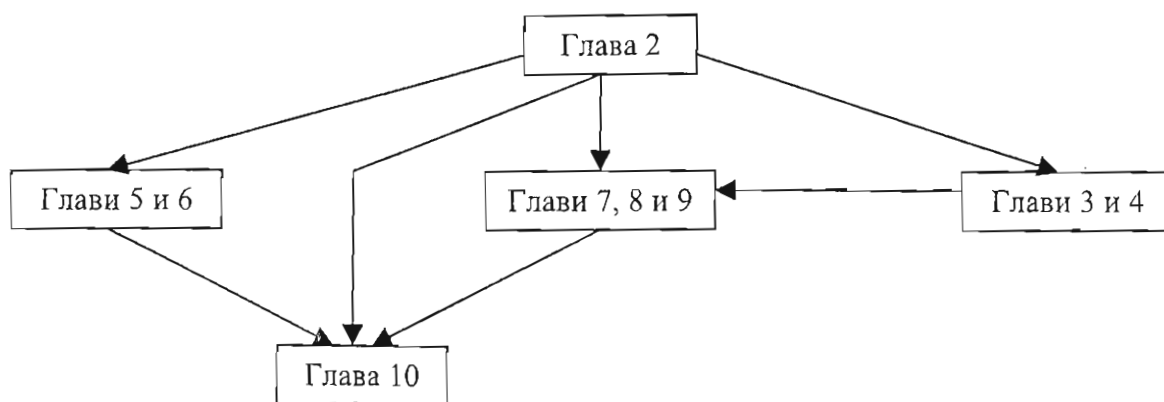 Глава 2
Глави 5 и 6
Глави 7, 8 и 9
Глави 3 и 4
Глава 10